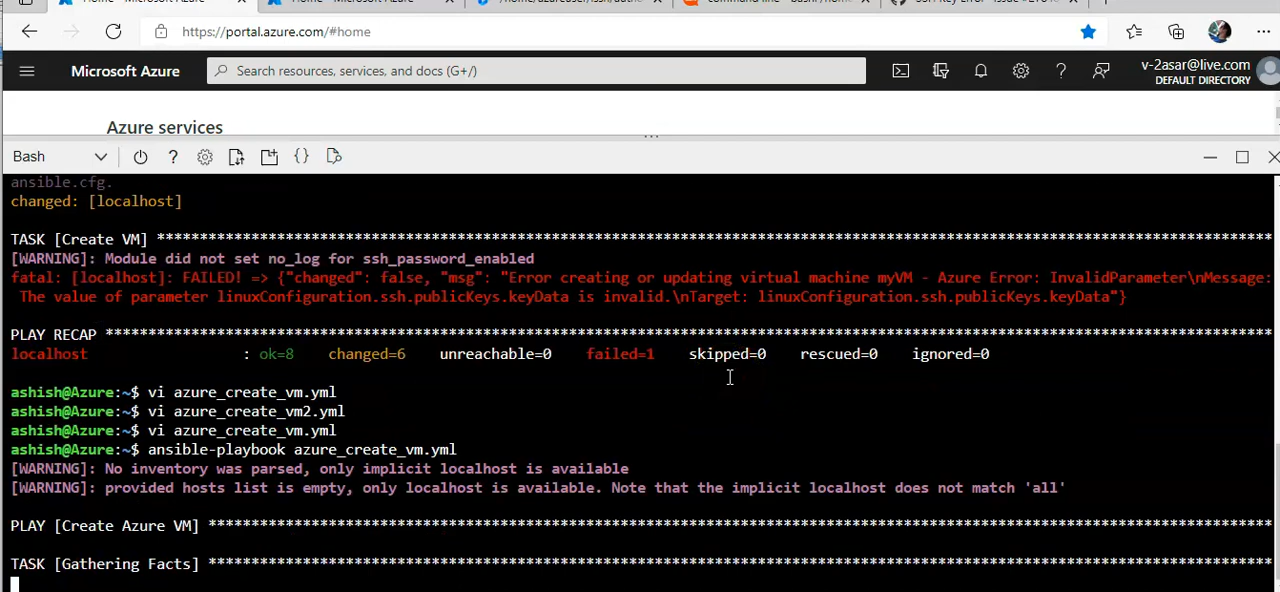 https://portal.azure.com/#home
Microsoft Azure
Search resources, services, and docs (G+/)
v-2asar@live.com
DEFAULT DIRECTORY
Azure services
Bash
ansible.cfg.
changed: [localhost]
TASK [Create VM] ******************************************************************************************************************************
[WARNING]: Module did not set no_log for ssh_password_enabled
fatal: [localhost]: FAILED! => {"changed": false, "msg": "Error creating or updating virtual machine myVM - Azure Error: InvalidParameter\nMessage:
The value of parameter linuxConfiguration.ssh.publicKeys.keyData is invalid.\nTarget: linuxConfiguration.ssh.publicKeys.keyData"}
PLAY RECAP ************************************************************************************************************************************
localhost : ok=8 changed=6 unreachable=0 failed=1 skipped=0 rescued=0 ignored=0
ashish@Azure:~$ vi azure_create_vm.yml
ashish@Azure:~$ vi azure_create_vm2.yml
ashish@Azure:~$ vi azure_create_vm.yml
ashish@Azure:~$ ansible-playbook azure_create_vm.yml
[WARNING]: No inventory was parsed, only implicit localhost is available
[WARNING]: provided hosts list is empty, only localhost is available. Note that the implicit localhost does not match 'all'
PLAY [Create Azure VM] ************************************************************************************************************************
TASK [Gathering Facts] ************************************************************************************************************************